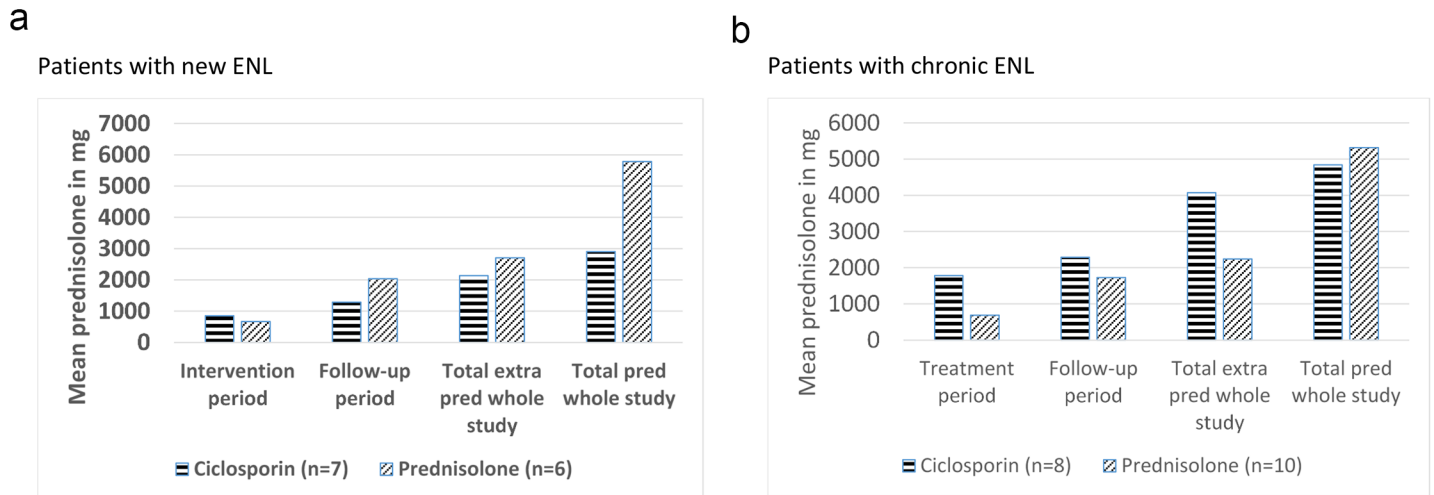 a
Patients with new ENL
Mean prednisolone in mg
7000
6000
5000
4000
3000
2000
1000
0
Intervention period
Follow-up period
Total extra pred whole study
Total pred whole study
Ciclosporin (n=7)
Prednisolone (n=6)
b
Patients with chronic ENL
Mean prednisolone in mg
6000
5000
4000
3000
2000
1000
0
Treatment period
Follow-up period
Total extra pred whole study
Total pred whole study
Ciclosporin (n=8)
Prednisolone (n=10)